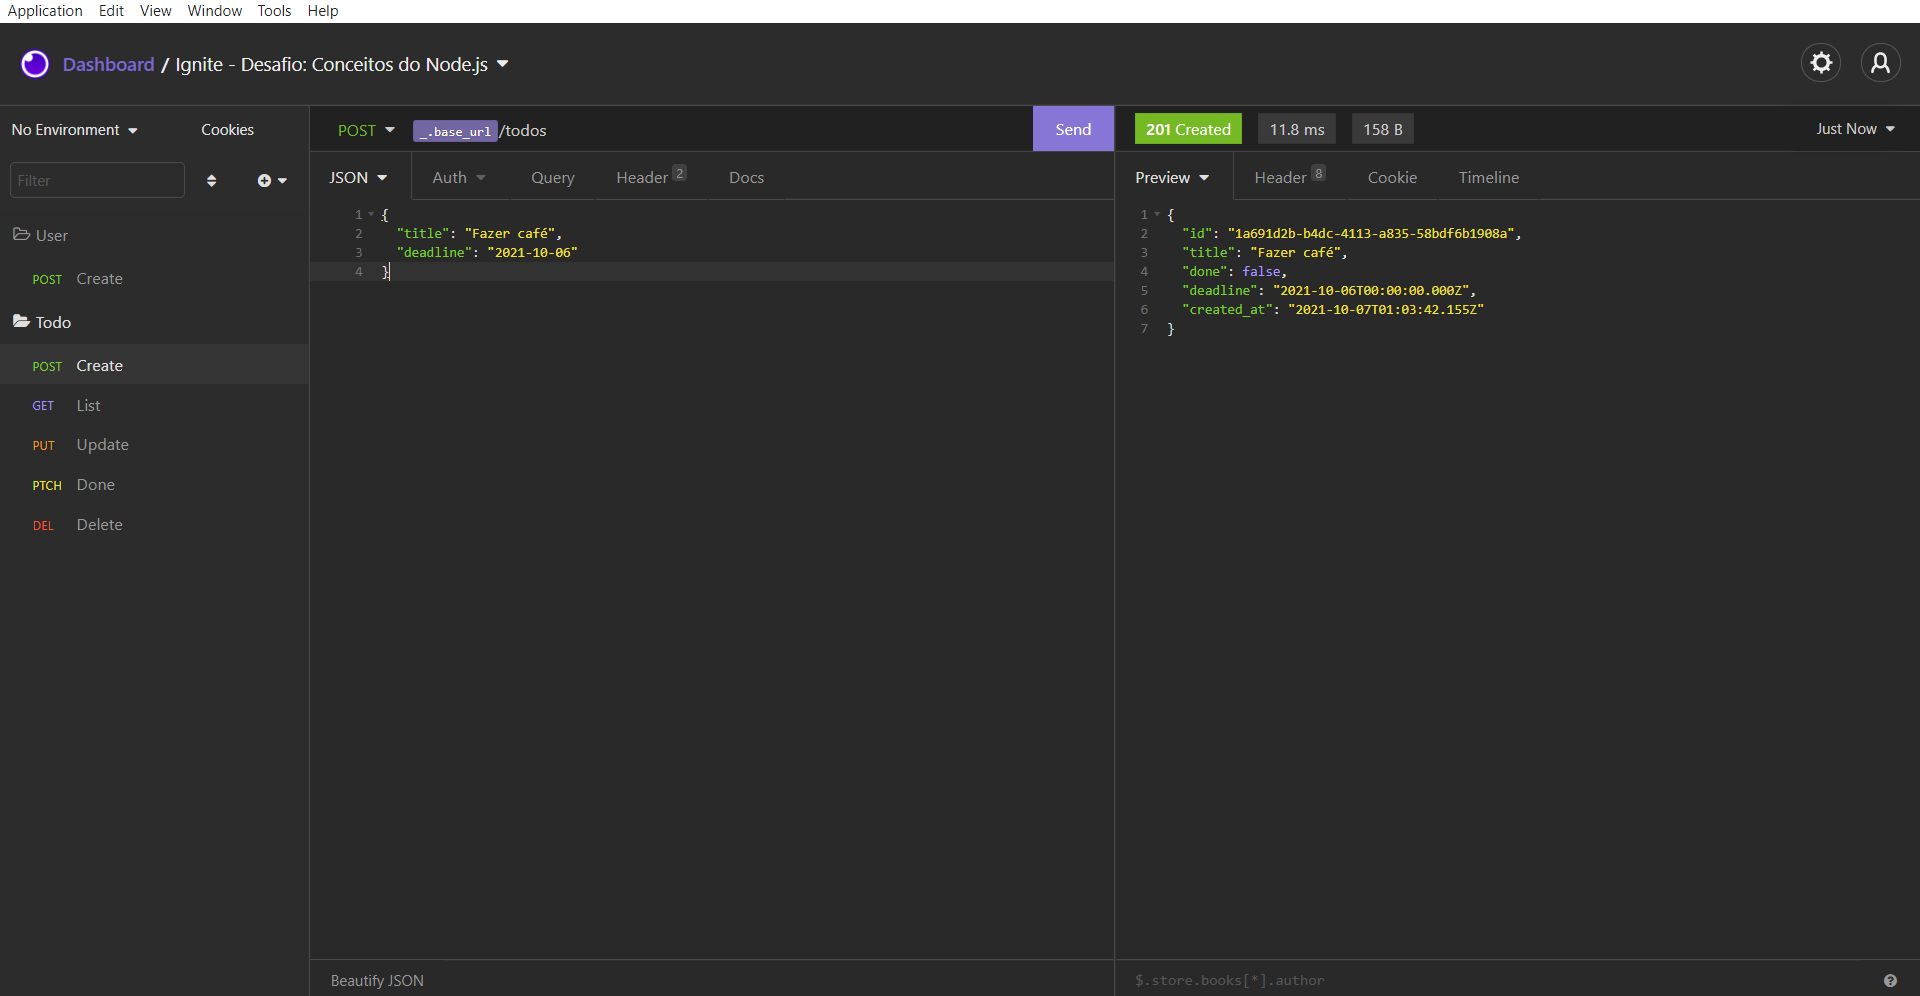 Application Edit View Window Tools Help
Dashboard / Ignite - Desafio: Conceitos do Node.js
No Environment Cookies
Filter
User
POST Create
Todo
POST Create
GET List
PUT Update
PTCH Done
DEL Delete
POST _.base_url/todos Send
JSON Auth Query Header 2 Docs
1 {
2 "title": "Fazer café",
3 "deadline": "2021-10-06"
4 }
Beautify JSON
201 Created 11.8 ms 158 B Just Now
Preview Header 8 Cookie Timeline
1 {
2 "id": "1a691d2b-b4dc-4113-a835-58bdf6b1908a",
3 "title": "Fazer café",
4 "done": false,
5 "deadline": "2021-10-06T00:00:00.000Z",
6 "created_at": "2021-10-07T01:03:42.155Z"
7 }
$.store.books[*].author